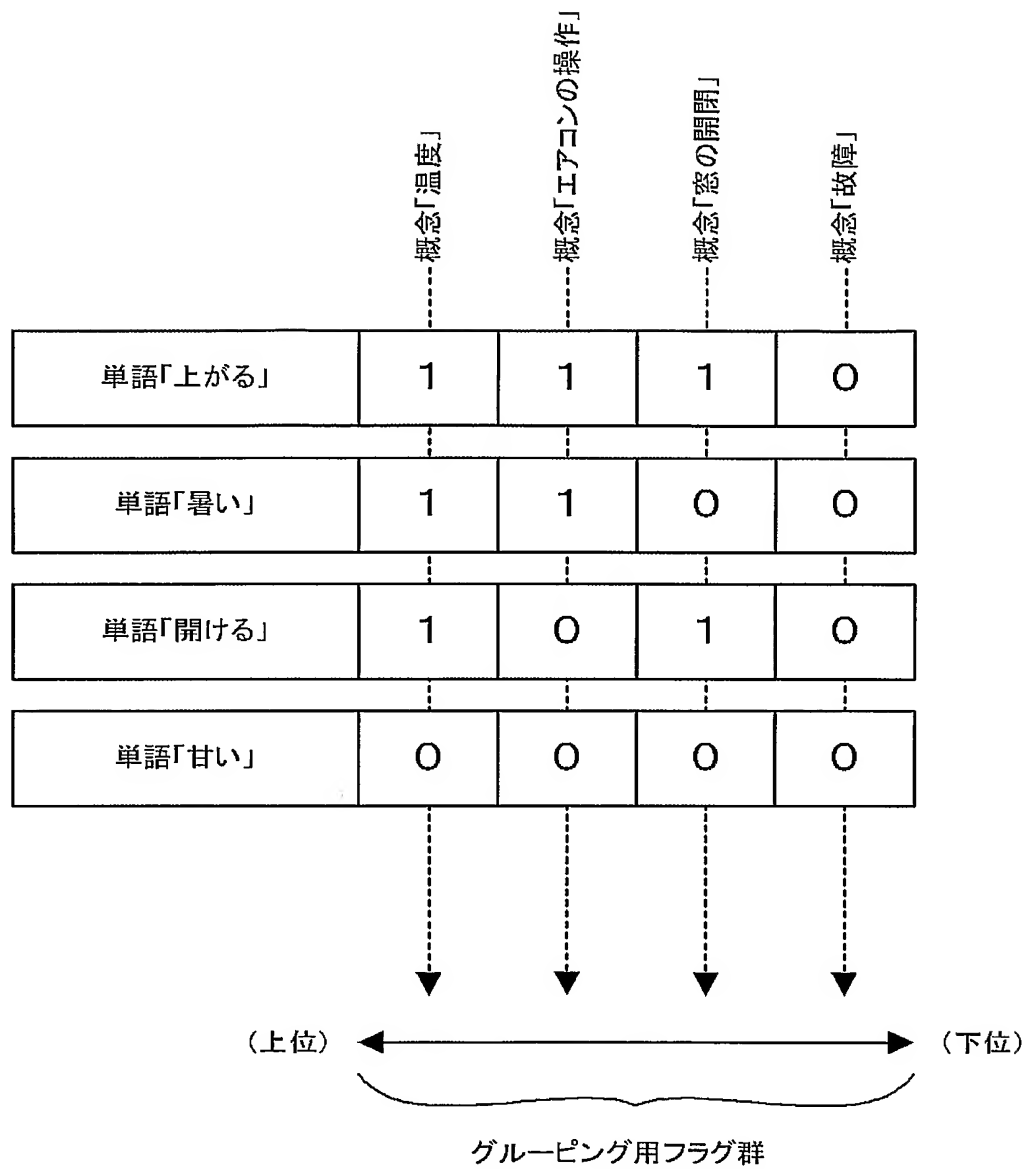 概念「温度」
概念「エアコンの操作」
概念「窓の開閉」
概念「故障」
単語「上がる」 1 1 1 0
単語「暑い」 1 1 0 0
単語「開ける」 1 0 1 0
単語「甘い」 0 0 0 0
(上位) (下位)
グルーピング用フラグ群